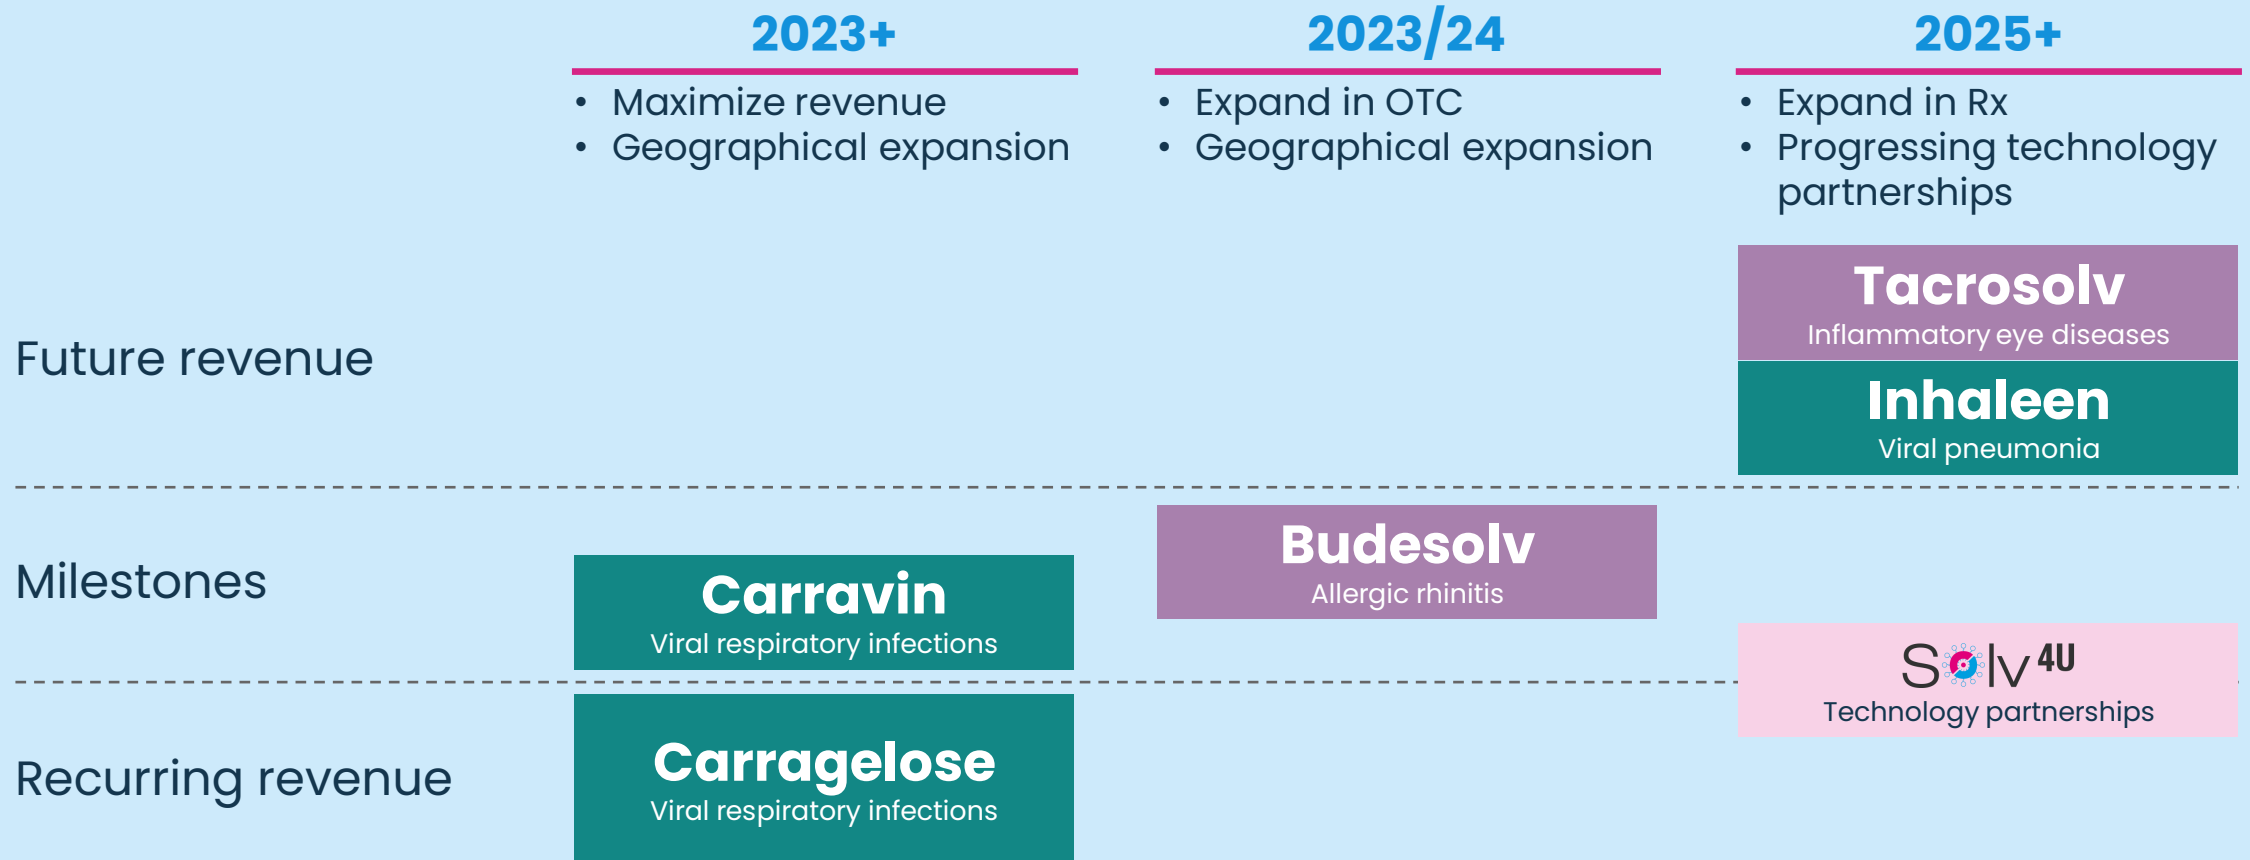 2023+
2023/24
2025+
• Maximize revenue
• Geographical expansion
• Expand in OTC
• Geographical expansion
• Expand in Rx
• Progressing technology
partnerships
Future revenue
Tacrosolv
Inflammatory eye diseases
Inhaleen
Viral pneumonia
Milestones
Carravin
Viral respiratory infections
Budesolv
Allergic rhinitis
Solv 4U
Technology partnerships
Recurring revenue
Carragelose
Viral respiratory infections